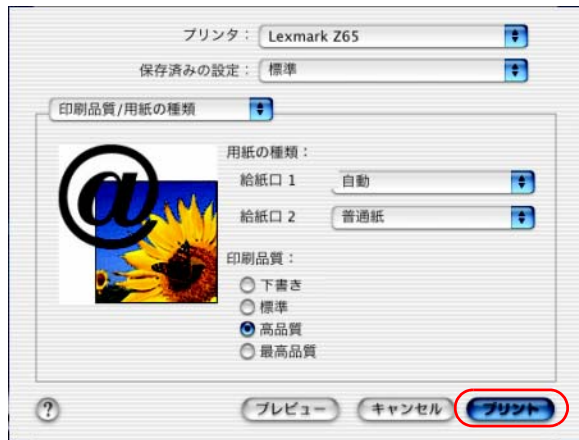 プリンタ： Lexmark Z65
保存済みの設定： 標準
印刷品質/用紙の種類
@
用紙の種類：
給紙口 1 自動
給紙口 2 普通紙
印刷品質：
下書き
標準
高品質
最高品質
? プレビュー キャンセル プリント